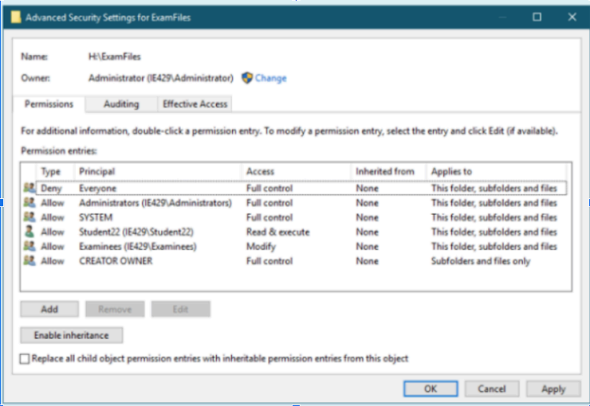 Advanced Security Settings for ExamFiles
Name: H:\ExamFiles
Owner: Administrator (IE429\Administrator) Change
Permissions Auditing Effective Access
For additional information, double-click a permission entry. To modify a permission entry, select the entry and click Edit (if available).
Permission entries:
Type Principal Access Inherited from Applies to
Deny Everyone Full control None This folder, subfolders and files
Allow Administrators (IE429\Administrators) Full control None This folder, subfolders and files
Allow SYSTEM Full control None This folder, subfolders and files
Allow Student22 (IE429\Student22) Read & execute None This folder, subfolders and files
Allow Examinees (IE429\Examinees) Modify None This folder, subfolders and files
Allow CREATOR OWNER Full control None Subfolders and files only
Add Remove Edit
Enable inheritance
Replace all child object permission entries with inheritable permission entries from this object
OK Cancel Apply